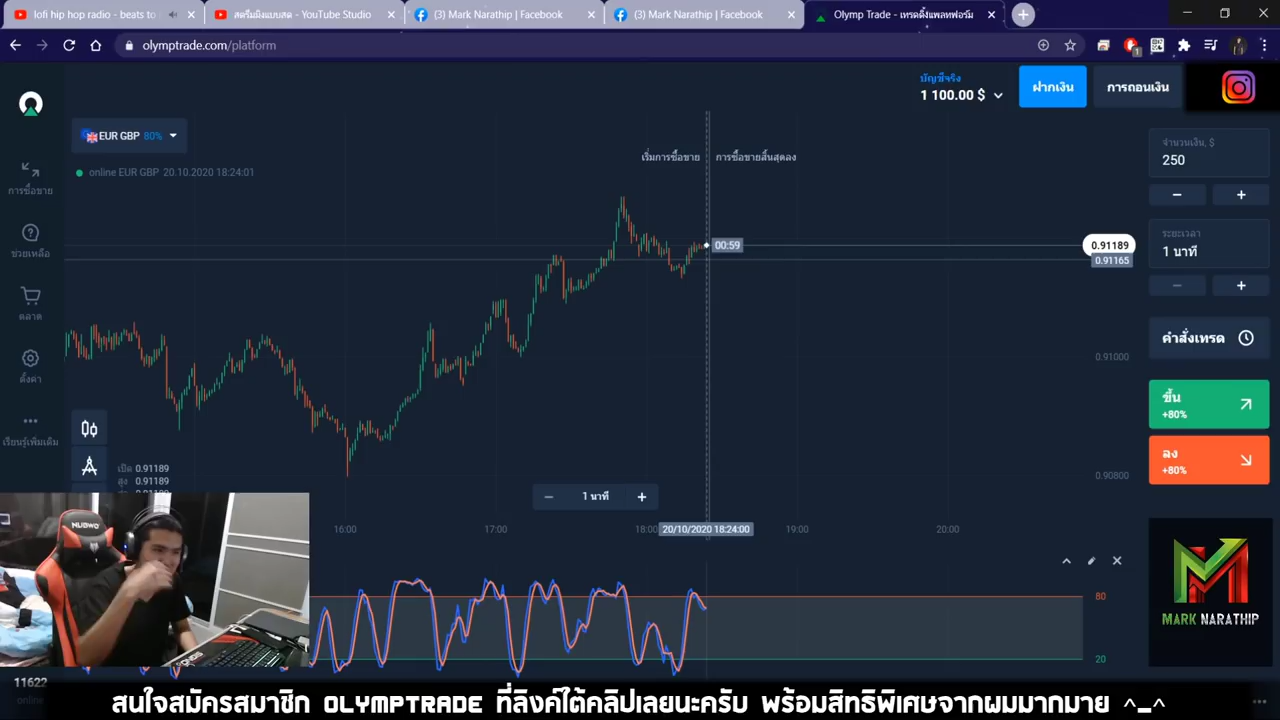 lofi hip hop radio - beats to
สตรีมมิงแบบสด - YouTube Studio
(3) Mark Narathip | Facebook
(3) Mark Narathip | Facebook
Olymp Trade - เทรดดิ้งแพลทฟอร์ม
olymptrade.com/platform
1
บัญชีจริง
1 100.00 $
ฝากเงิน
การถอนเงิน
EUR GBP 80%
online EUR GBP 20.10.2020 18:24:01
เริ่มการซื้อขาย
การซื้อขายสิ้นสุดลง
จำนวนเงิน, $
250
การซื้อขาย
ช่วยเหลือ
00:59
0.91189
0.91165
ระยะเวลา
1 นาที
ตลาด
คำสั่งเทรด
0.91000
ตั้งค่า
ขึ้น
+80%
เรียนรู้เพิ่มเติม
ลง
+80%
เปิด 0.91189
สูง 0.91189
0.90800
1 นาที
16:00
17:00
18:00
20/10/2020 18:24:00
19:00
20:00
NUBWO
80
20
MARK NARATHIP
11622
online
สนใจสมัครสมาชิก OLYMPTRADE ที่ลิงค์ใต้คลิปเลยนะครับ พร้อมสิทธิพิเศษจากผมมากมาย ^_^